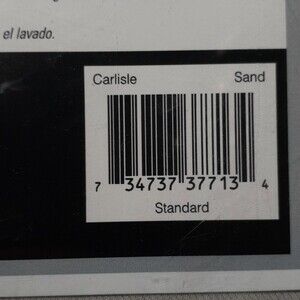 el lavado.
Carlisle Sand
7 34737 37713 4
Standard